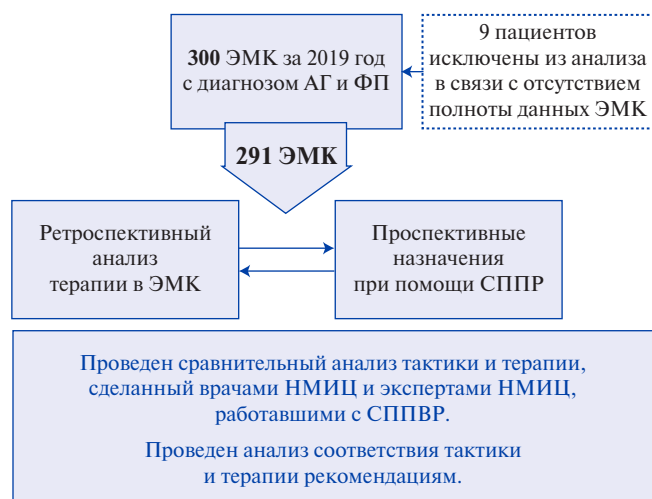 300 ЭМК за 2019 год
с диагнозом АГ и ФП
9 пациентов
исключены из анализа
в связи с отсутствием
полноты данных ЭМК
291 ЭМК
Ретроспективный
анализ
терапии в ЭМК
Проспективные
назначения
при помощи СППР
Проведен сравнительный анализ тактики и терапии,
сделанный врачами НМИЦ и экспертами НМИЦ,
работавшими с СППВР.
Проведен анализ соответствия тактики
и терапии рекомендациям.